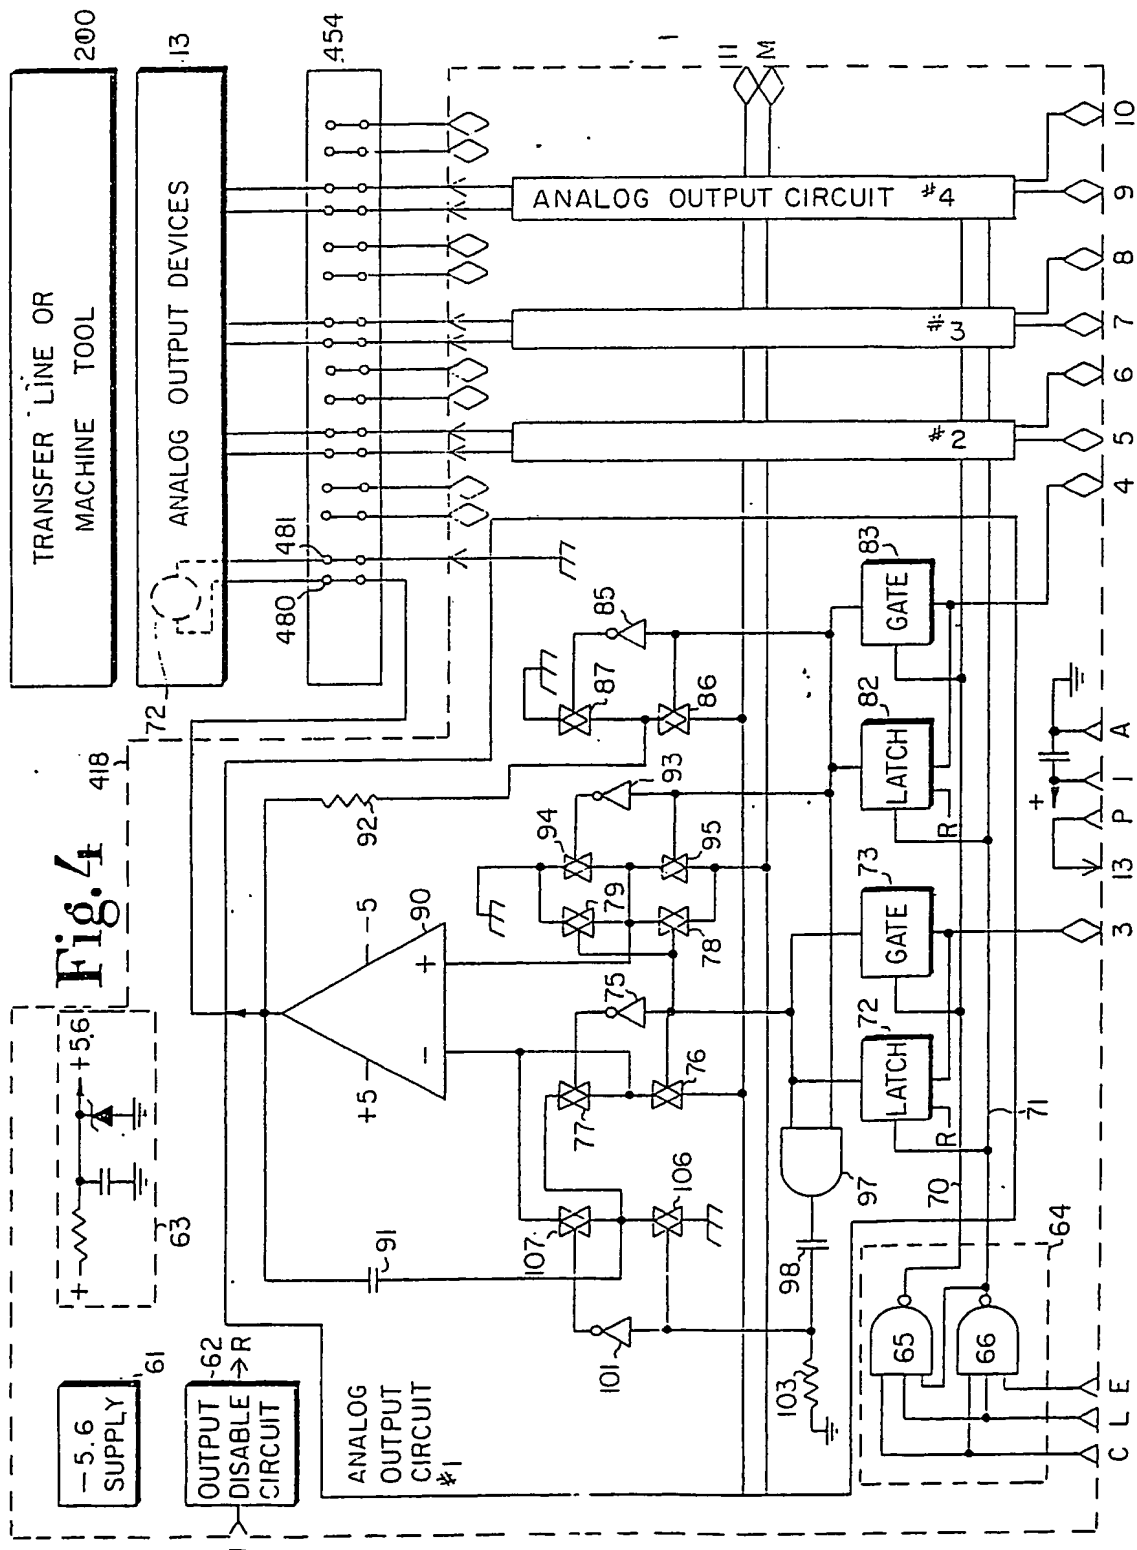 Fig. 4
TRANSFER LINE OR
MACHINE TOOL
200
ANALOG OUTPUT DEVICES
13
72
454
480
481
418
-5.6
SUPPLY
61
OUTPUT
DISABLE
CIRCUIT
62
→R
+
+5.6
63
ANALOG
OUTPUT
CIRCUIT
#1
+5
-5
-
+
90
91
92
107
106
77
76
75
79
78
94
95
93
87
86
85
101
103
98
97
LATCH
72
R
GATE
73
LATCH
82
R
GATE
83
70
71
64
65
66
#2
#3
ANALOG OUTPUT CIRCUIT #4
1
11
M
C
L
E
3
13
P
+
1
A
4
5
6
7
8
9
10